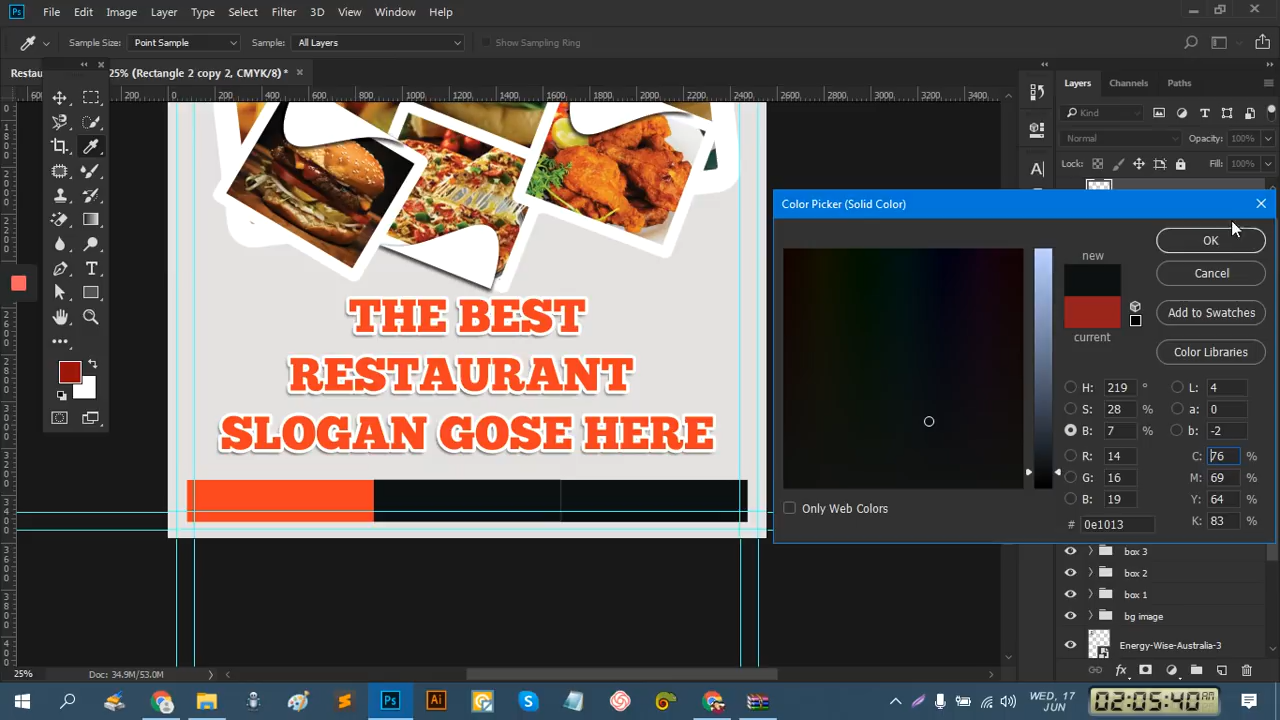 File Edit Image Layer Type Select Filter 3D View Window Help
Sample Size: Point Sample Sample: All Layers Show Sampling Ring
Restau 25% (Rectangle 2 copy 2, CMYK/8) *
Layers Channels Paths
Kind
Normal Opacity: 100%
Lock: Fill: 100%
Color Picker (Solid Color)
new
current
OK
Cancel
Add to Swatches
Color Libraries
H: 219 ° L: 4
S: 28 % a: 0
B: 7 % b: -2
R: 14 C: 76 %
G: 16 M: 69 %
B: 19 Y: 64 %
# 0e1013 K: 83 %
Only Web Colors
THE BEST
RESTAURANT
SLOGAN GOSE HERE
box 3
box 2
box 1
bg image
Energy-Wise-Australia-3
25% Doc: 34.9M/53.0M
Ps Ai
WED, 17
JUN
02:05:40